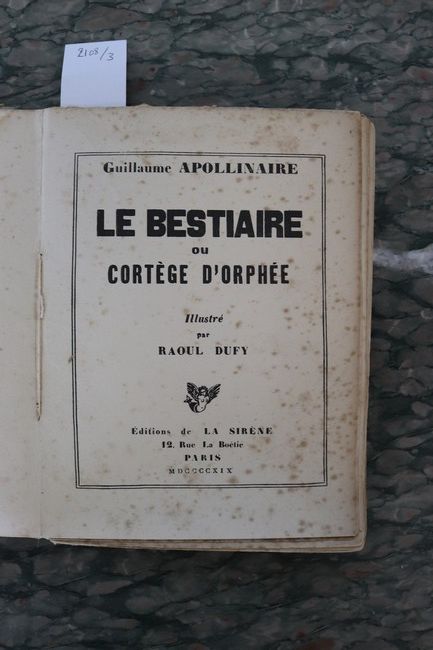 2108/3
Guillaume APOLLINAIRE
LE BESTIAIRE
OU
CORTÈGE D'ORPHÉE
Illustré
par
RAOUL DUFY
Éditions de LA SIRÈNE
12, Rue La Boëtie
PARIS
MDCCCCXIX